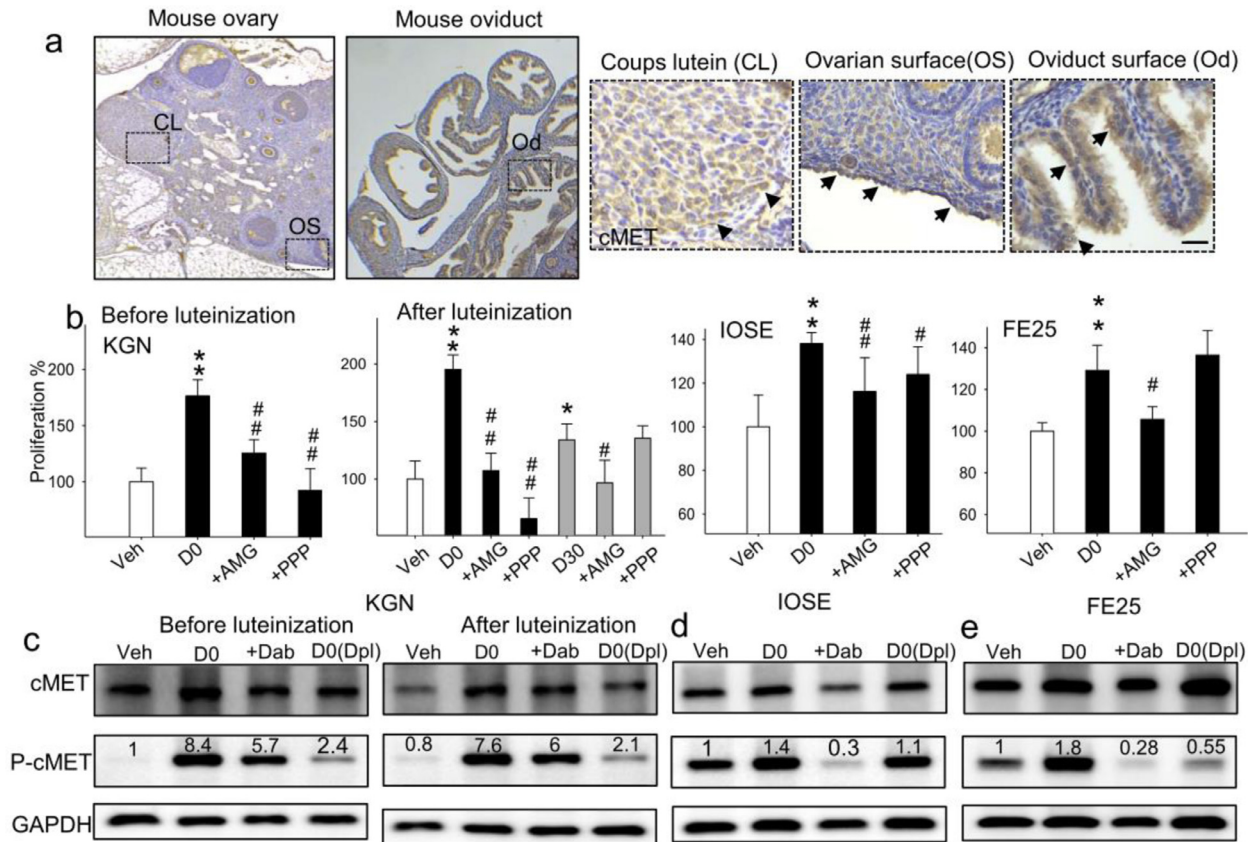 a
Mouse ovary
Mouse oviduct
CL
OS
Od
Coups lutein (CL)
Ovarian surface(OS)
Oviduct surface (Od)
cMET
b
Before luteinization
KGN
Proliferation %
200
150
100
**
##
##
Veh
D0
+AMG
+PPP
After luteinization
200
150
100
**
##
##
*
#
Veh
D0
+AMG
+PPP
D30
+AMG
+PPP
IOSE
140
120
100
80
60
**
##
#
Veh
D0
+AMG
+PPP
FE25
140
120
100
80
60
**
#
Veh
D0
+AMG
+PPP
c
KGN
Before luteinization
After luteinization
Veh D0 +Dab D0(Dpl)
Veh D0 +Dab D0(Dpl)
d
IOSE
Veh D0 +Dab D0(Dpl)
e
FE25
Veh D0 +Dab D0(Dpl)
cMET
P-cMET
1 8.4 5.7 2.4
0.8 7.6 6 2.1
1 1.4 0.3 1.1
1 1.8 0.28 0.55
GAPDH